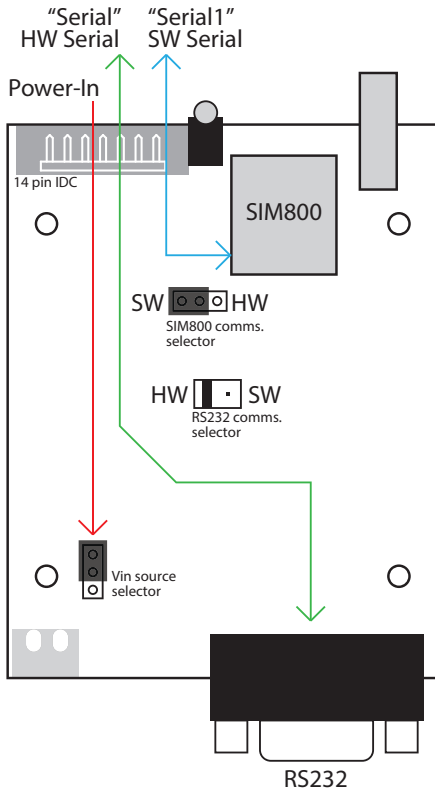 “Serial” “Serial1”
HW Serial SW Serial
Power-In
14 pin IDC
SIM800
SW HW
SIM800 comms.
selector
HW SW
RS232 comms.
selector
Vin source
selector
RS232